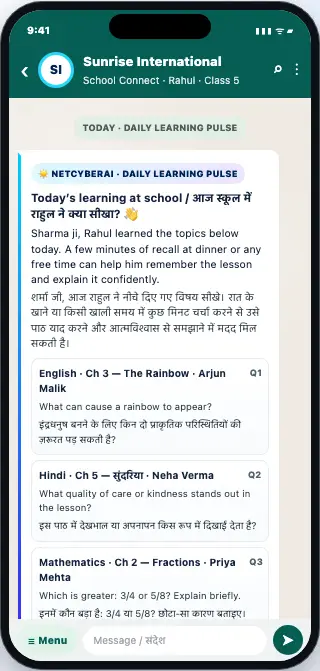 9:41
SI
Sunrise International
School Connect · Rahul · Class 5
TODAY · DAILY LEARNING PULSE
NETCYBERAI · DAILY LEARNING PULSE
Today's learning at school / आज स्कूल में
राहुल ने क्या सीखा? 👋
Sharma ji, Rahul learned the topics below
today. A few minutes of recall at dinner or any
free time can help him remember the lesson
and explain it confidently.
शर्मा जी, आज राहुल ने नीचे दिए गए विषय सीखे। रात के
खाने या किसी खाली समय में कुछ मिनट चर्चा करने से उसे
पाठ याद करने और आत्मविश्वास से समझाने में मदद मिल
सकती है।
English · Ch 3 — The Rainbow · Arjun Q1
Malik
What can cause a rainbow to appear?
इंद्रधनुष बनने के लिए किन दो प्राकृतिक परिस्थितियों की
ज़रूरत पड़ सकती है?
Hindi · Ch 5 — सुंदरिया · Neha Verma Q2
What quality of care or kindness stands out in
the lesson?
इस पाठ में देखभाल या अपनापन किस रूप में दिखाई देता है?
Mathematics · Ch 2 — Fractions · Priya Q3
Mehta
Which is greater: 3/4 or 5/8? Explain briefly.
इनमें कौन बड़ा है: 3/4 या 5/8? छोटा-सा कारण बताइए।
≡ Menu
Message / संदेश